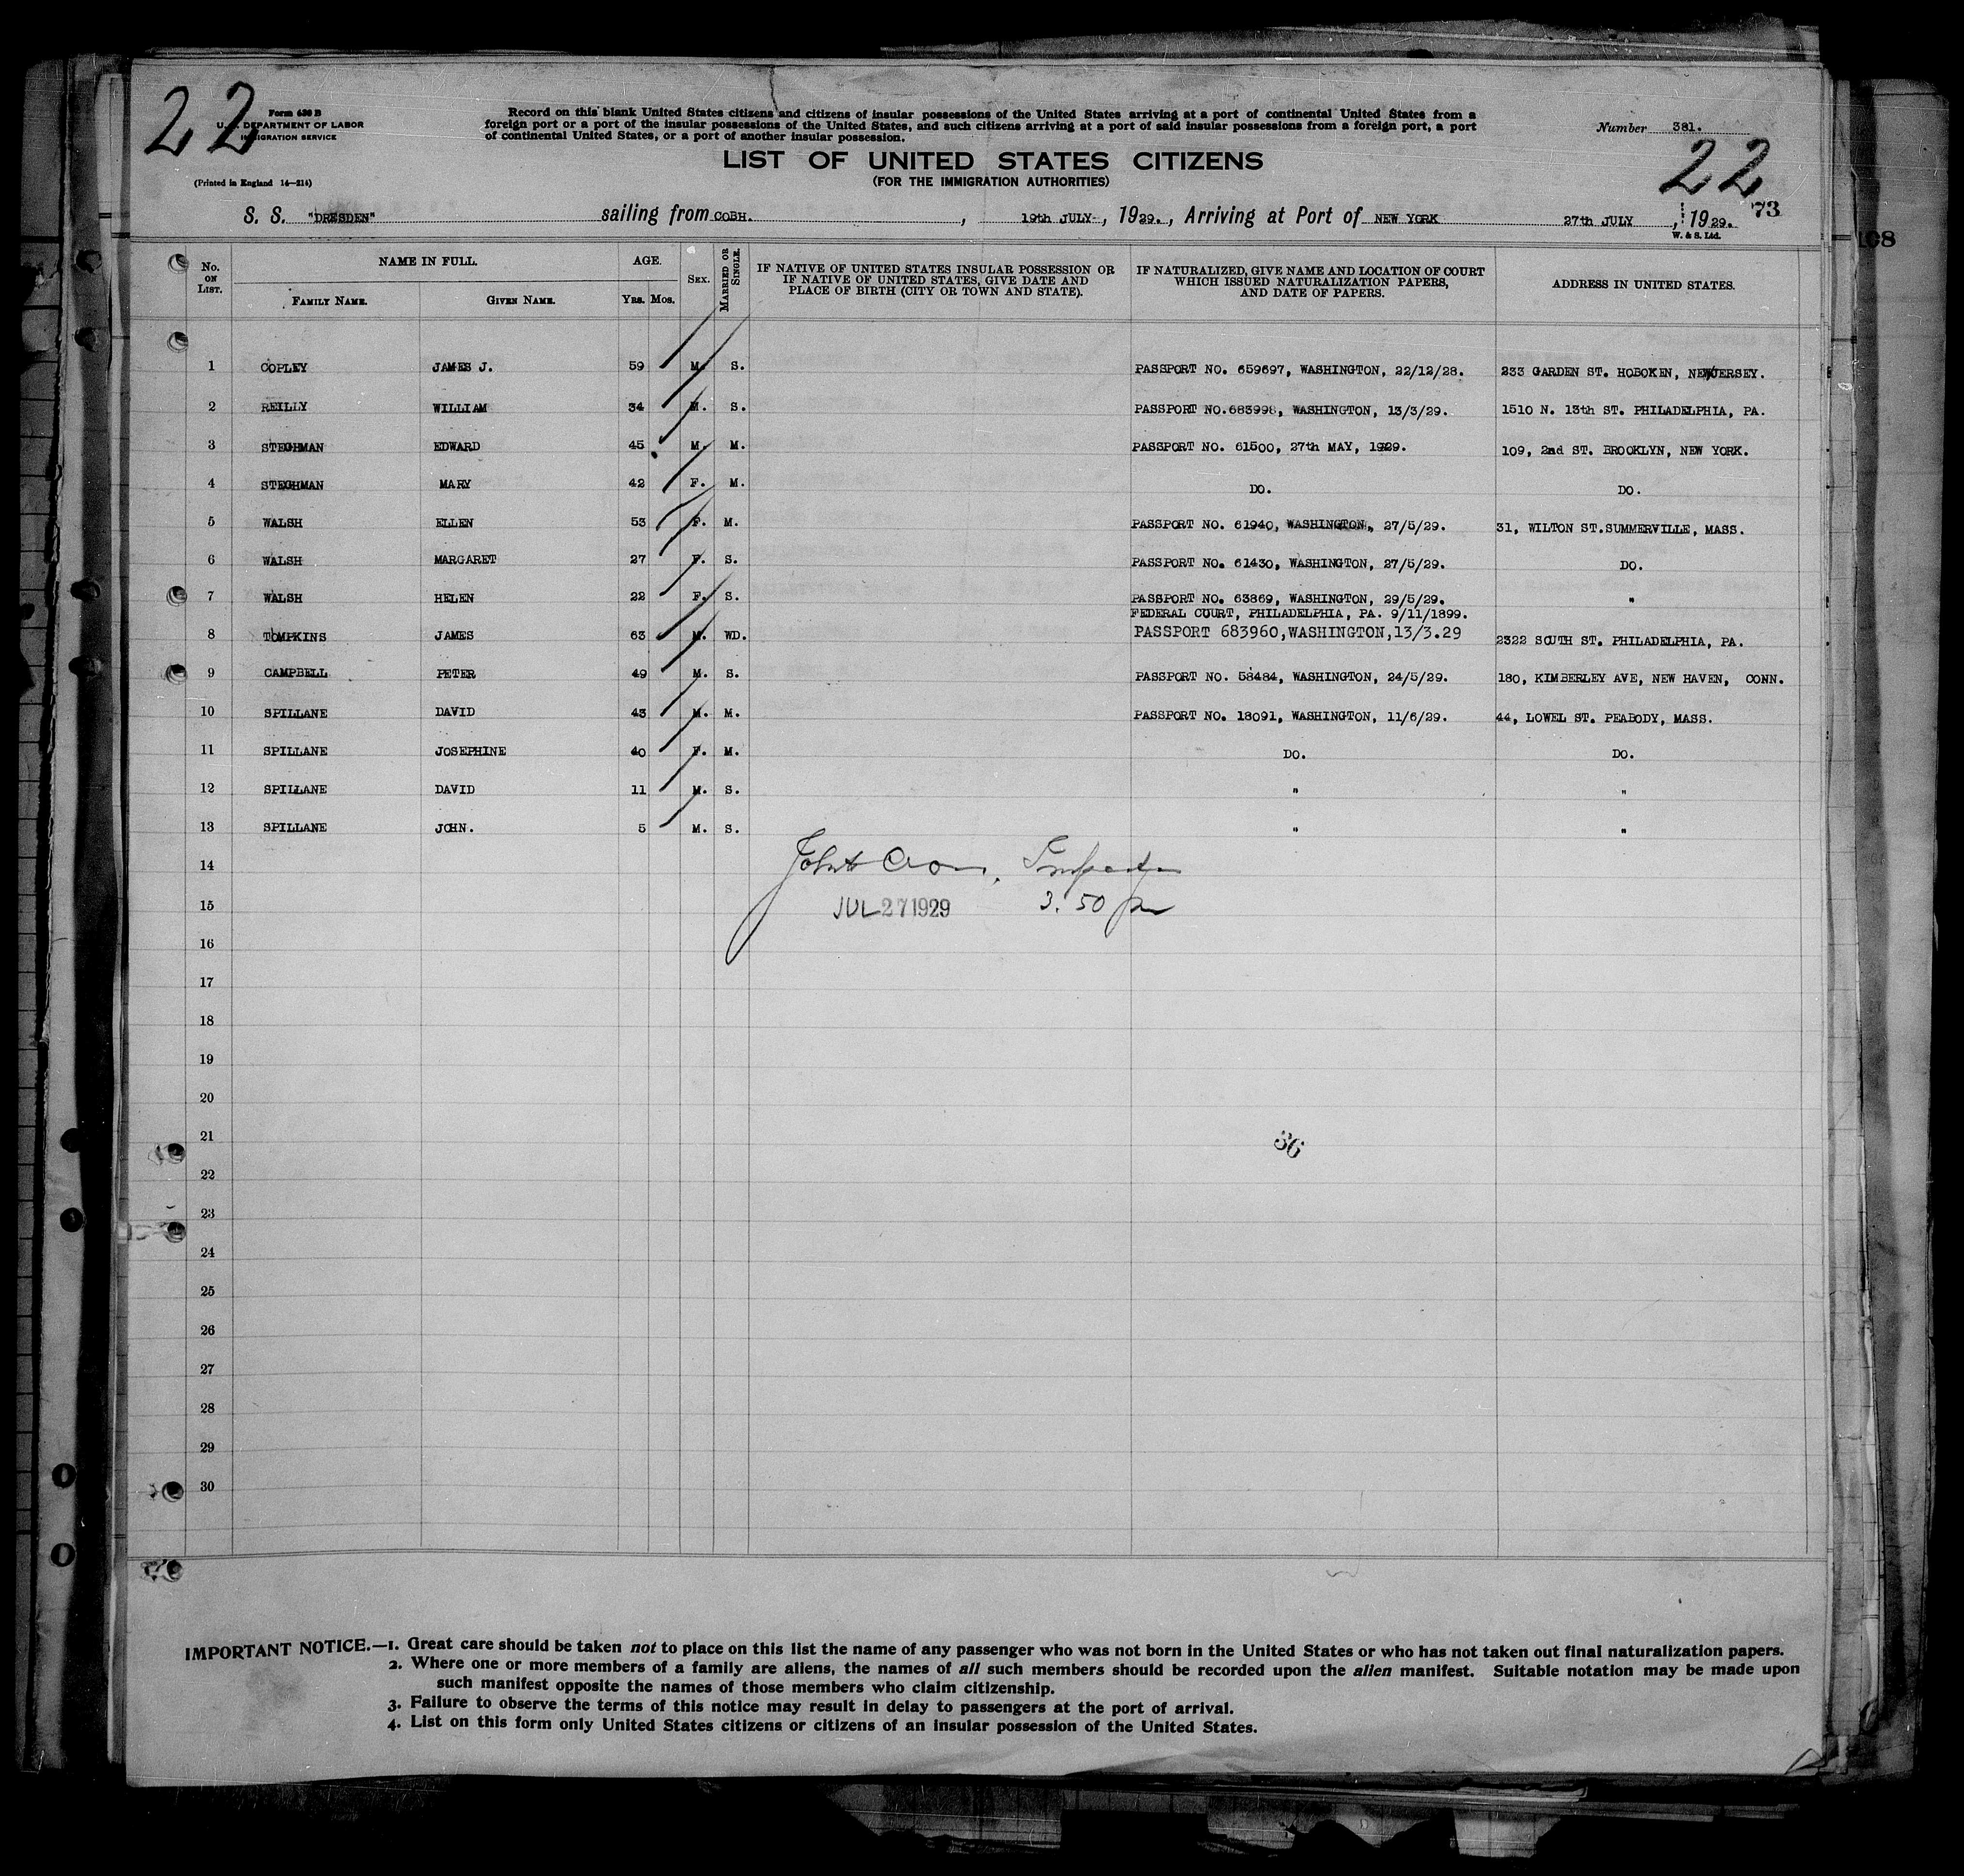 22
Form 630 B
U.S. DEPARTMENT OF LABOR
IMMIGRATION SERVICE
(Printed in England 14—214)
Record on this blank United States citizens and citizens of insular possessions of the United States arriving at a port of continental United States from a
foreign port or a port of the insular possessions of the United States, and such citizens arriving at a port of said insular possessions from a foreign port, a port
of continental United States, or a port of another insular possession.
Number 381.
LIST OF UNITED STATES CITIZENS
(FOR THE IMMIGRATION AUTHORITIES)
22
73
108
S. S. "DRESDEN" sailing from COBH. , 19th JULY , 1929. , Arriving at Port of NEW YORK 27th JULY , 1929.
W. & S. Ltd.
No. ON LIST. NAME IN FULL. FAMILY NAME. GIVEN NAME. AGE. YRS. MOS. SEX. MARRIED OR SINGLE. IF NATIVE OF UNITED STATES INSULAR POSSESSION OR IF NATIVE OF UNITED STATES, GIVE DATE AND PLACE OF BIRTH (CITY OR TOWN AND STATE). IF NATURALIZED, GIVE NAME AND LOCATION OF COURT WHICH ISSUED NATURALIZATION PAPERS, AND DATE OF PAPERS. ADDRESS IN UNITED STATES.
1 COPLEY JAMES J. 59 M. S. PASSPORT NO. 659697, WASHINGTON, 22/12/28. 233 GARDEN ST. HOBOKEN, NEW JERSEY.
2 REILLY WILLIAM 34 M. S. PASSPORT NO.683998, WASHINGTON, 13/3/29. 1510 N. 13th ST. PHILADELPHIA, PA.
3 STEGHMAN EDWARD 45 M. M. PASSPORT NO. 61500, 27th MAY, 1929. 109, 2nd ST. BROOKLYN, NEW YORK.
4 STEGHMAN MARY 42 F. M. DO. DO.
5 WALSH ELLEN 53 F. M. PASSPORT NO. 61940, WASHINGTON, 27/5/29. 31, WILTON ST.SUMMERVILLE, MASS.
6 WALSH MARGARET 27 F. S. PASSPORT NO. 61430, WASHINGTON, 27/5/29. DO.
7 WALSH HELEN 22 F. S. PASSPORT NO. 63869, WASHINGTON, 29/5/29. "
FEDERAL COURT, PHILADELPHIA, PA. 9/11/1899.
8 TOMPKINS JAMES 63 M. WD. PASSPORT 683960,WASHINGTON,13/3.29 2322 SOUTH ST. PHILADELPHIA, PA.
9 CAMPBELL PETER 49 M. S. PASSPORT NO. 58484, WASHINGTON, 24/5/29. 180, KIMBERLEY AVE, NEW HAVEN, CONN.
10 SPILLANE DAVID 43 M. M. PASSPORT NO. 18091, WASHINGTON, 11/6/29. 44, LOWEL ST. PEABODY, MASS.
11 SPILLANE JOSEPHINE 40 F. M. DO. DO.
12 SPILLANE DAVID 11 M. S. " "
13 SPILLANE JOHN. 5 M. S. " "
14
15 JUL 27 1929 3.50 pm
16
17
18
19
20
21 36
22
23
24
25
26
27
28
29
30
IMPORTANT NOTICE.—1. Great care should be taken not to place on this list the name of any passenger who was not born in the United States or who has not taken out final naturalization papers.
2. Where one or more members of a family are aliens, the names of all such members should be recorded upon the alien manifest. Suitable notation may be made upon
such manifest opposite the names of those members who claim citizenship.
3. Failure to observe the terms of this notice may result in delay to passengers at the port of arrival.
4. List on this form only United States citizens or citizens of an insular possession of the United States.